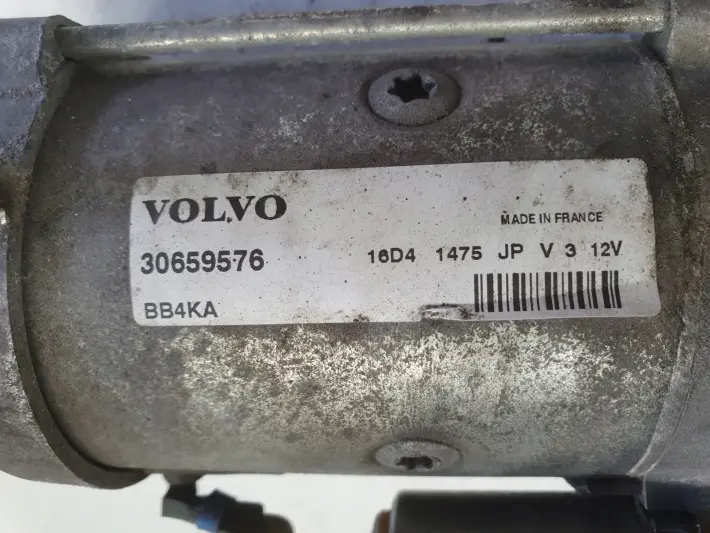 VOLVO
MADE IN FRANCE
30659576
16D4 1475 JP V 3 12V
BB4KA